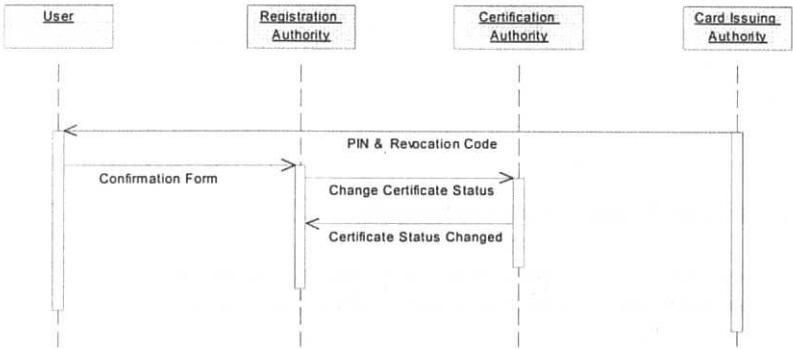 User
Registration
Authority
Certification
Authority
Card Issuing
Authority
PIN & Revocation Code
Confirmation Form
Change Certificate Status
Certificate Status Changed